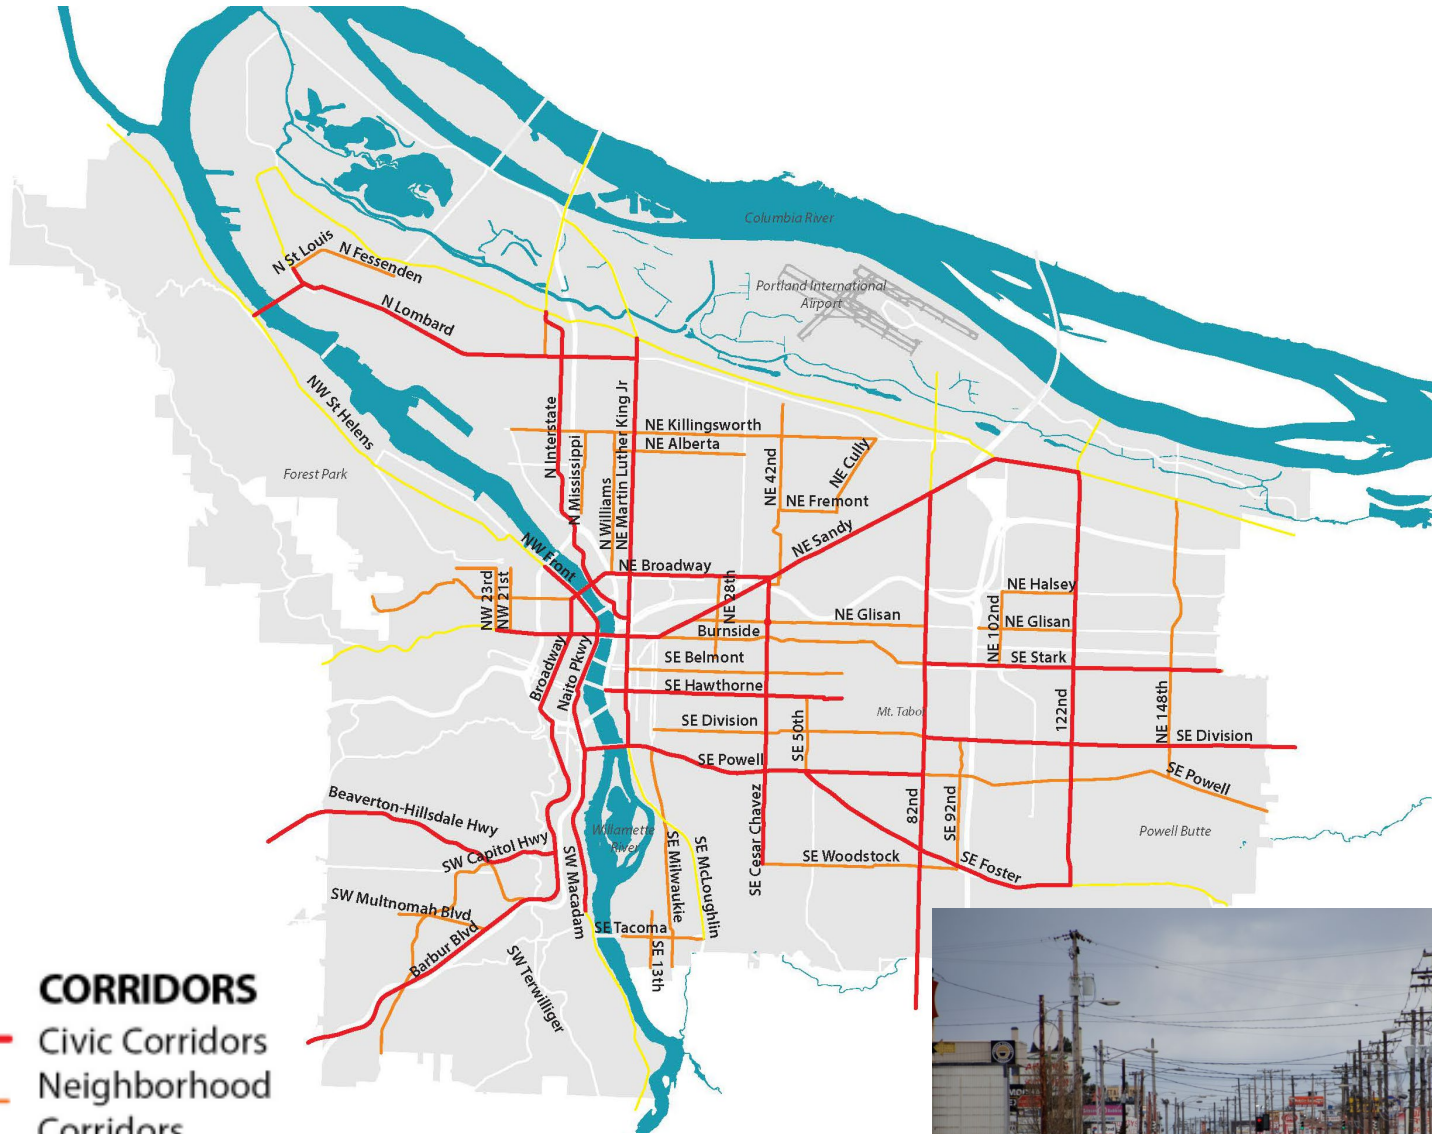 Columbia River
Portland International
Airport
N St Louis
N Fessenden
N Lombard
NW St Helens
Forest Park
N Interstate
N Mississippi
N Williams
NE Martin Luther King Jr
NE Killingsworth
NE Alberta
NE 42nd
NE Cully
NE Fremont
NE Sandy
NW Front
NE Broadway
NW 23rd
NW 21st
NE 28th
NE Halsey
NE Glisan
NE 102nd
NE Glisan
Burnside
SE Belmont
SE Stark
Broadway
Naito Pkwy
SE Hawthorne
Mt. Tabor
122nd
NE 148th
SE Division
SE 50th
SE Division
SE Powell
SE Powell
Beaverton-Hillsdale Hwy
SW Capitol Hwy
SW Macadam
Willamette
River
SE Milwaukie
SE McLoughlin
SE Cesar Chavez
82nd
SE 92nd
Powell Butte
SE Woodstock
SE Foster
SW Multnomah Blvd
Barbur Blvd
SW Terwilliger
SE Tacoma
SE 13th
CORRIDORS
Civic Corridors
Neighborhood
Corridors